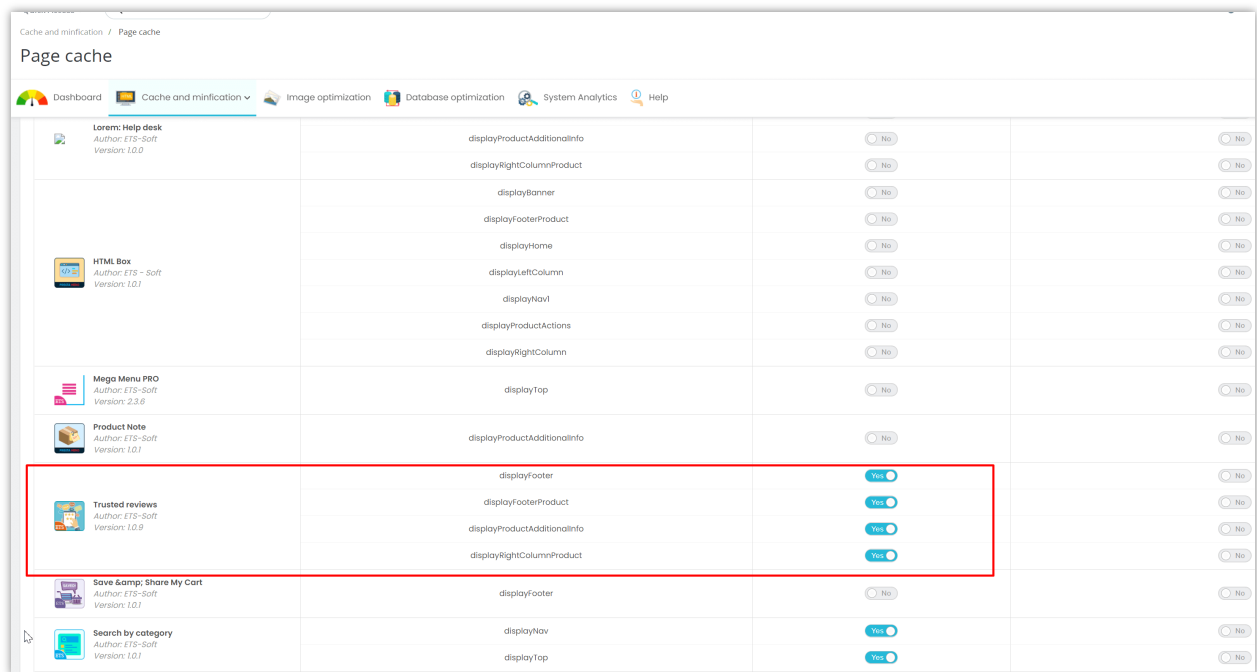 Cache and minfication / Page cache
Page cache
Dashboard Cache and minfication Image optimization Database optimization System Analytics Help
Lorem: Help desk
Author: ETS-Soft
Version: 1.0.0
displayProductAdditionalInfo No No
displayRightColumnProduct No No
displayBanner No No
displayFooterProduct No No
displayHome No No
HTML Box
Author: ETS - Soft
Version: 1.0.1
displayLeftColumn No No
displayNav1 No No
displayProductActions No No
displayRightColumn No No
Mega Menu PRO
Author: ETS-Soft
Version: 2.3.6
displayTop No No
Product Note
Author: ETS-Soft
Version: 1.0.1
displayProductAdditionalInfo No No
displayFooter Yes No
displayFooterProduct Yes No
Trusted reviews
Author: ETS-Soft
Version: 1.0.9
displayProductAdditionalInfo Yes No
displayRightColumnProduct Yes No
Save &amp; Share My Cart
Author: ETS-Soft
Version: 1.0.1
displayFooter No No
Search by category
Author: ETS-Soft
Version: 1.0.1
displayNav Yes No
displayTop Yes No